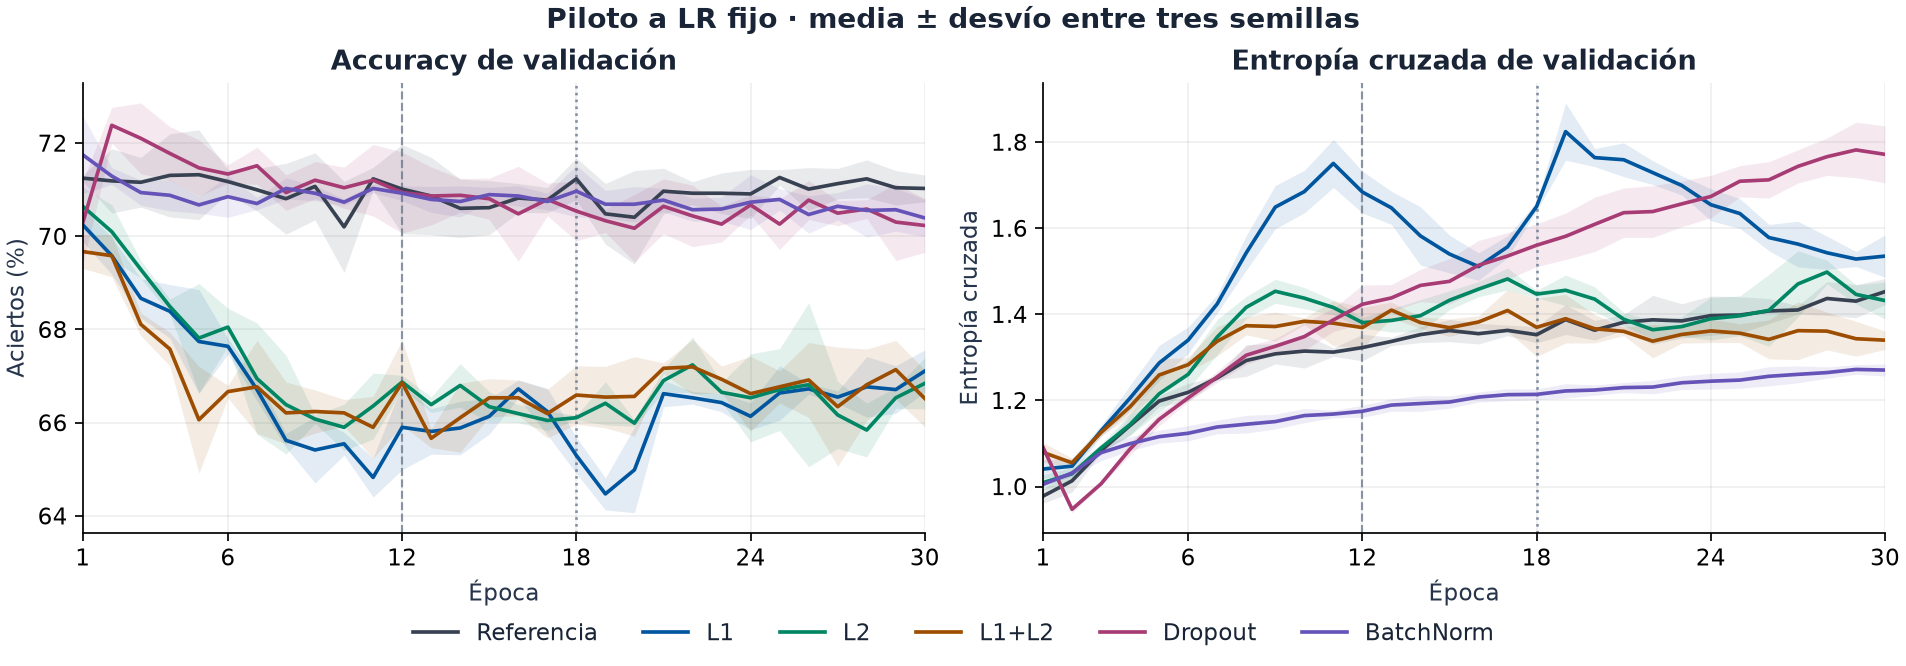 Piloto a LR fijo · media ± desvío entre tres semillas
Accuracy de validación
Aciertos (%)
72
70
68
66
64
1 6 12 18 24 30
Época
Entropía cruzada de validación
Entropía cruzada
1.8
1.6
1.4
1.2
1.0
1 6 12 18 24 30
Época
Referencia L1 L2 L1+L2 Dropout BatchNorm